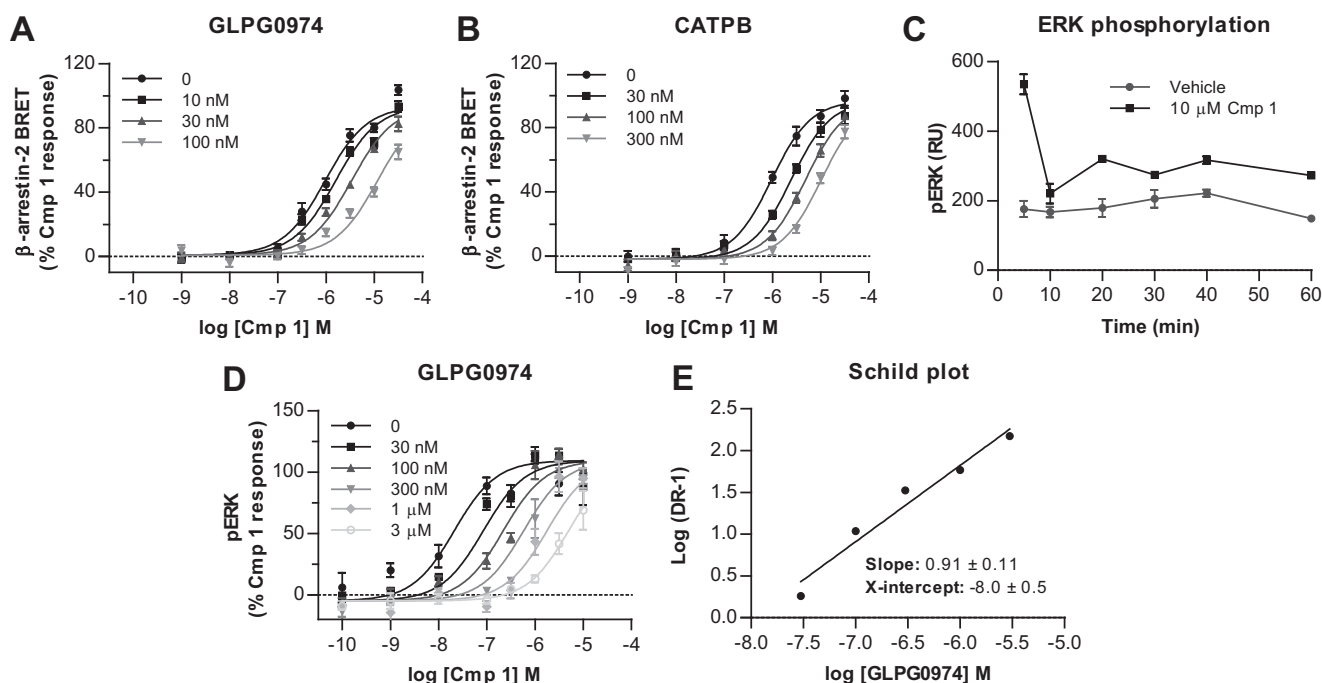 A
GLPG0974
β-arrestin-2 BRET
(% Cmp 1 response)
120
80
40
0
0
10 nM
30 nM
100 nM
-10 -9 -8 -7 -6 -5 -4
log [Cmp 1] M
B
CATPB
β-arrestin-2 BRET
(% Cmp 1 response)
120
80
40
0
0
30 nM
100 nM
300 nM
-10 -9 -8 -7 -6 -5 -4
log [Cmp 1] M
C
ERK phosphorylation
pERK (RU)
600
400
200
0
Vehicle
10 μM Cmp 1
0 10 20 30 40 60
Time (min)
D
GLPG0974
pERK
(% Cmp 1 response)
150
100
50
0
0
30 nM
100 nM
300 nM
1 μM
3 μM
-10 -9 -8 -7 -6 -5 -4
log [Cmp 1] M
E
Schild plot
Log (DR-1)
2.5
2.0
1.5
1.0
0.5
0.0
Slope: 0.91 ± 0.11
X-intercept: -8.0 ± 0.5
-8.0 -7.5 -7.0 -6.5 -6.0 -5.5 -5.0
log [GLPG0974] M